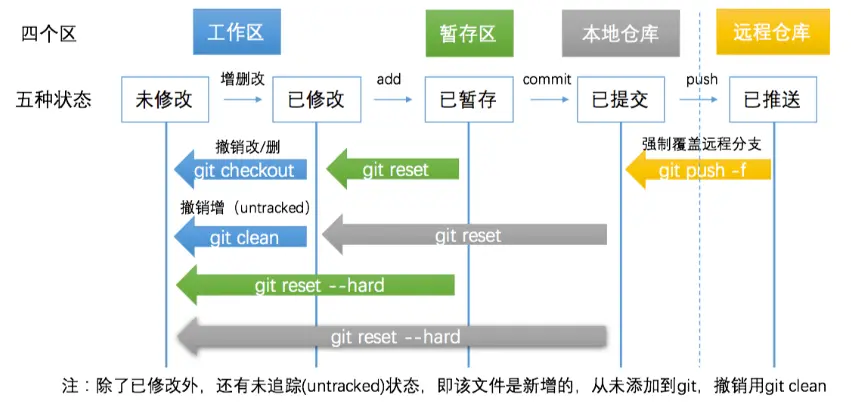 四个区 工作区 暂存区 本地仓库 远程仓库
增删改 add commit push
五种状态 未修改 已修改 已暂存 已提交 已推送
撤销改/删 强制覆盖远程分支
git checkout git reset git push -f
撤销增（untracked）
git clean git reset
git reset --hard
git reset --hard
注：除了已修改外，还有未追踪(untracked)状态，即该文件是新增的，从未添加到git，撤销用git clean